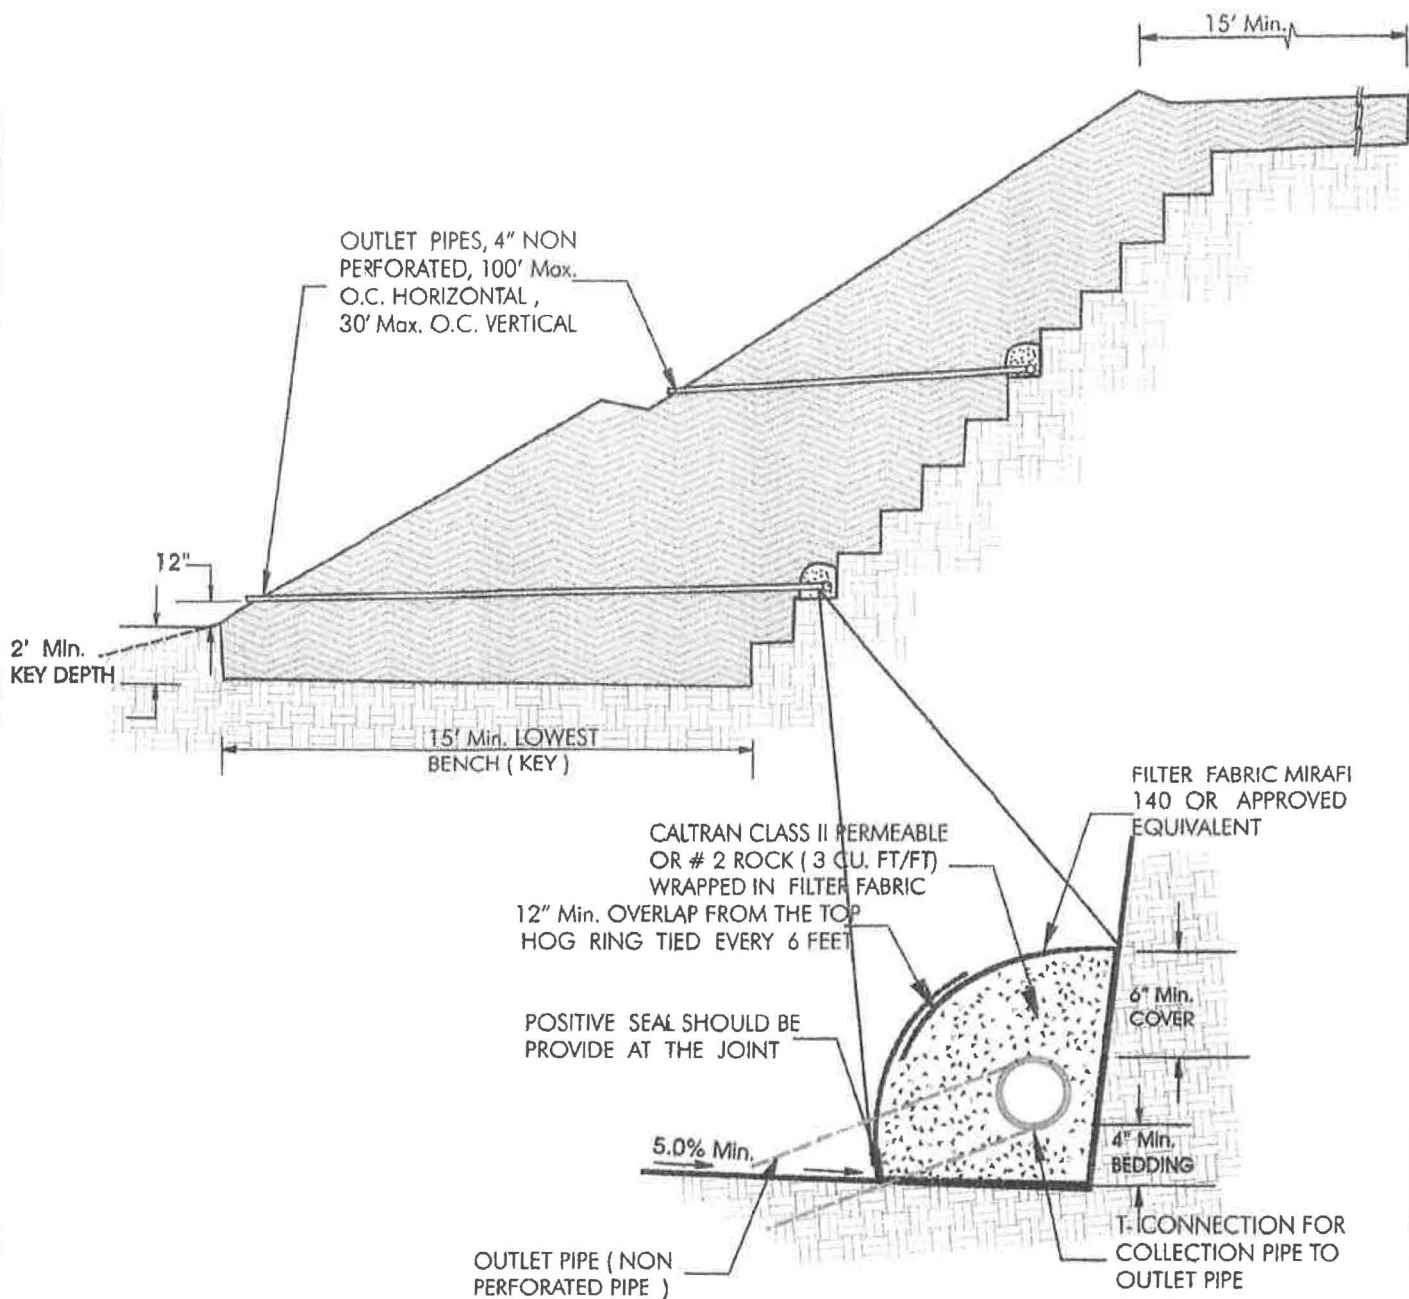 15' Min.
OUTLET PIPES, 4" NON
PERFORATED, 100' Max.
O.C. HORIZONTAL ,
30' Max. O.C. VERTICAL
12"
2' Min.
KEY DEPTH
15' Min. LOWEST
BENCH ( KEY )
FILTER FABRIC MIRAFI
140 OR APPROVED
EQUIVALENT
CALTRAN CLASS II PERMEABLE
OR # 2 ROCK ( 3 CU. FT/FT)
WRAPPED IN FILTER FABRIC
12" Min. OVERLAP FROM THE TOP
HOG RING TIED EVERY 6 FEET
6" Min.
COVER
POSITIVE SEAL SHOULD BE
PROVIDE AT THE JOINT
5.0% Min.
4" Min.
BEDDING
T- CONNECTION FOR
COLLECTION PIPE TO
OUTLET PIPE
OUTLET PIPE ( NON
PERFORATED PIPE )